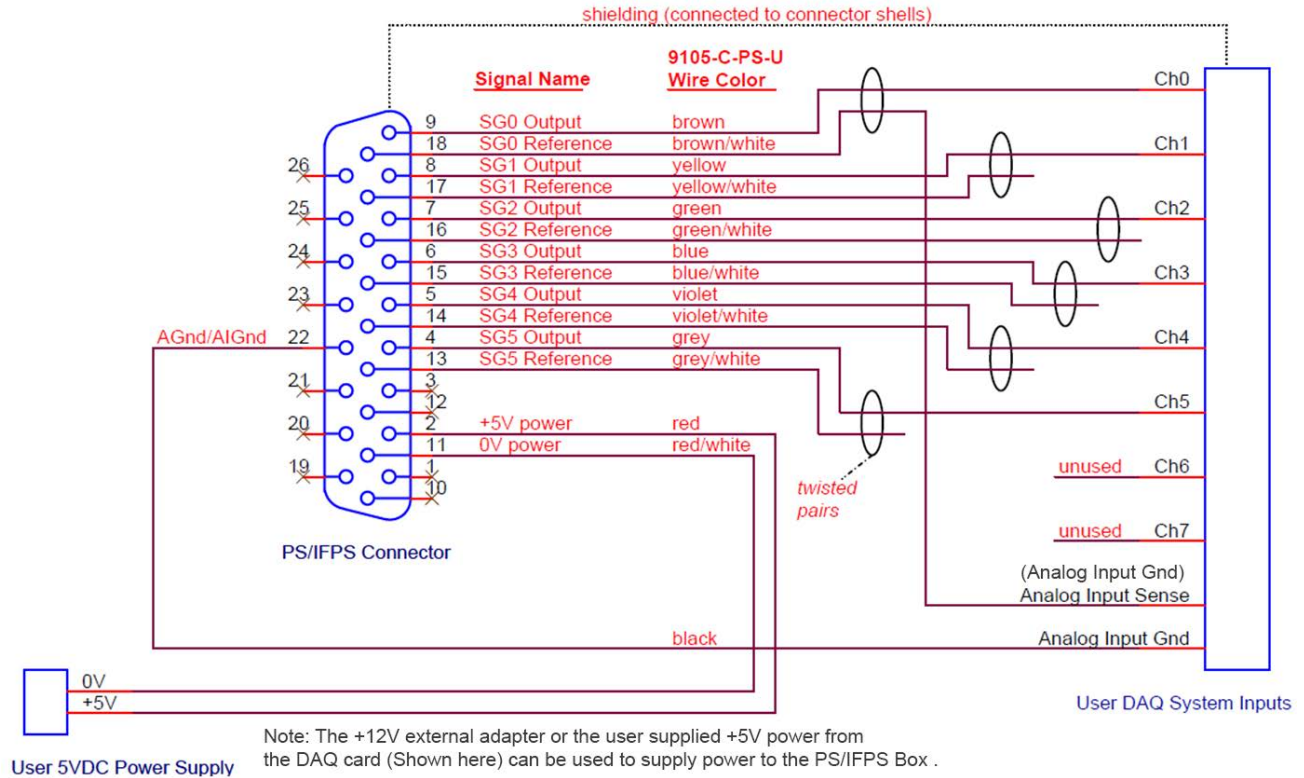 shielding (connected to connector shells)
Signal Name
9105-C-PS-U
Wire Color
9 SG0 Output brown Ch0
18 SG0 Reference brown/white
26 8 SG1 Output yellow Ch1
17 SG1 Reference yellow/white
25 7 SG2 Output green Ch2
16 SG2 Reference green/white
24 6 SG3 Output blue
15 SG3 Reference blue/white Ch3
23 5 SG4 Output violet
14 SG4 Reference violet/white
AGnd/AIGnd 22 4 SG5 Output grey Ch4
13 SG5 Reference grey/white
21 3
12 Ch5
20 2 +5V power red
11 0V power red/white
19 1 unused Ch6
10
twisted
pairs
unused Ch7
PS/IFPS Connector
(Analog Input Gnd)
Analog Input Sense
black Analog Input Gnd
0V
+5V
User DAQ System Inputs
Note: The +12V external adapter or the user supplied +5V power from
the DAQ card (Shown here) can be used to supply power to the PS/IFPS Box .
User 5VDC Power Supply